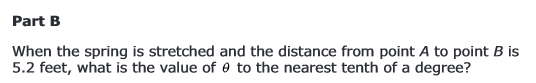 Part B
When the spring is stretched and the distance from point A to point B is
5.2 feet, what is the value of θ to the nearest tenth of a degree?